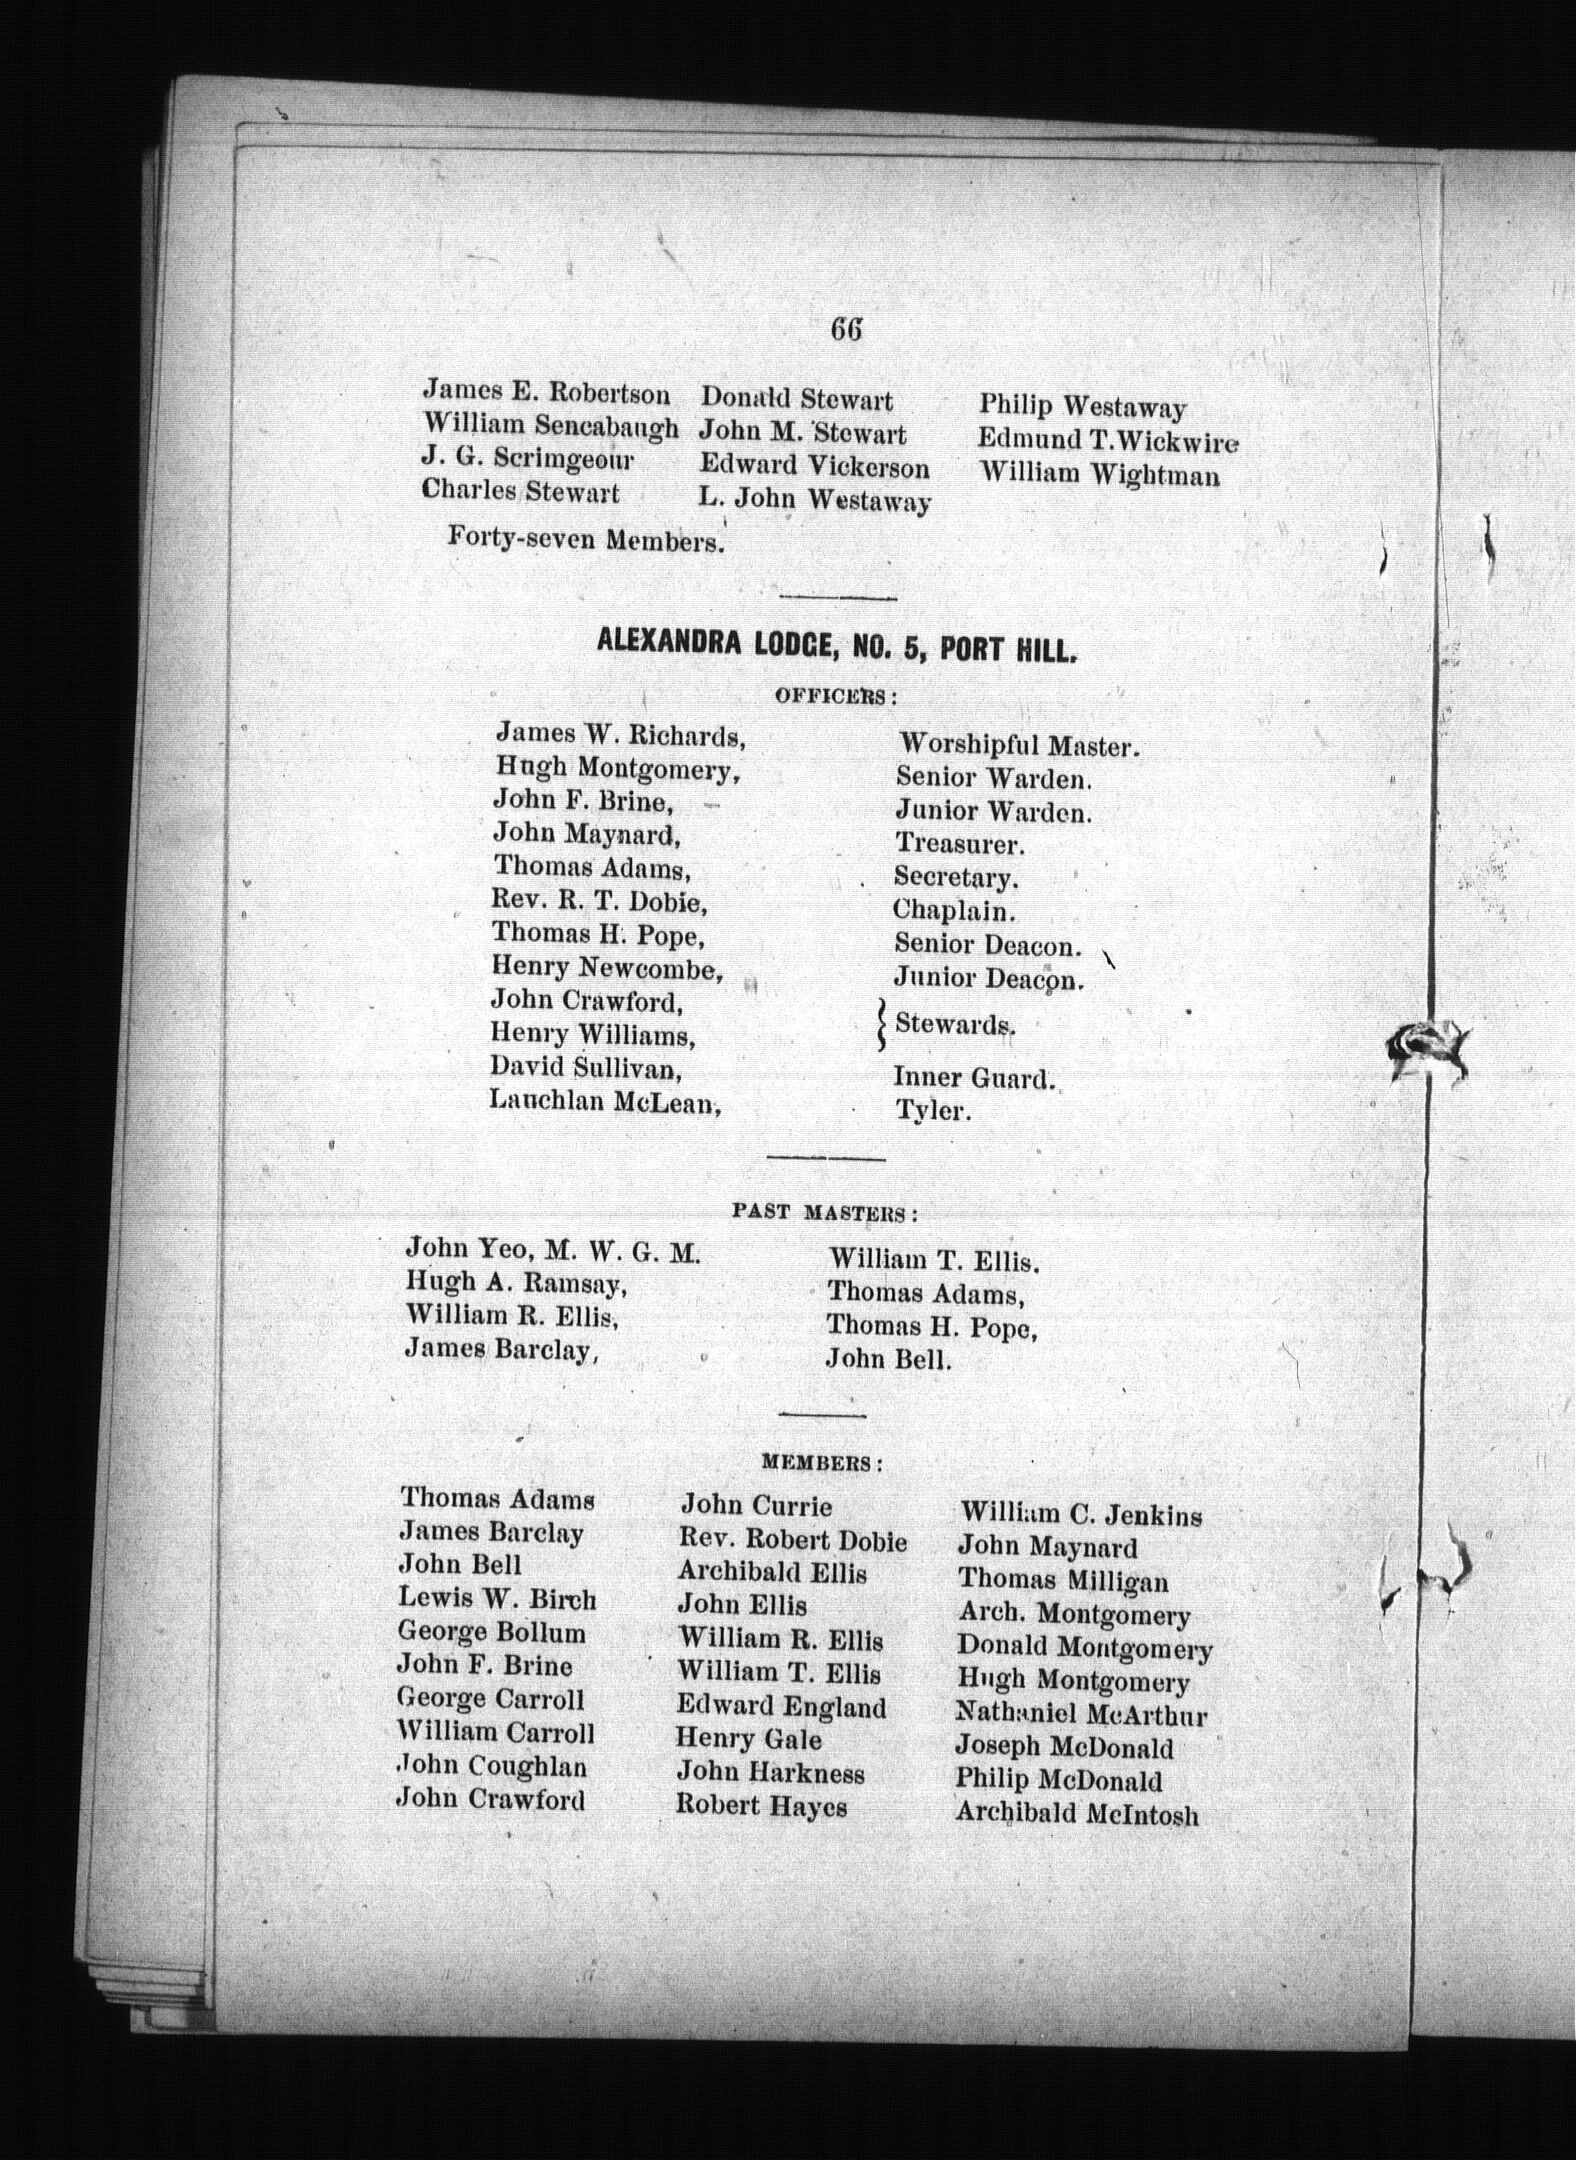 66
James E. Robertson Donald Stewart Philip Westaway
William Sencabaugh John M. Stewart Edmund T. Wickwire
J. G. Scrimgeour Edward Vickerson William Wightman
Charles Stewart L. John Westaway
Forty-seven Members.
ALEXANDRA LODGE, NO. 5, PORT HILL.
OFFICERS:
James W. Richards, Worshipful Master.
Hugh Montgomery, Senior Warden.
John F. Brine, Junior Warden.
John Maynard, Treasurer.
Thomas Adams, Secretary.
Rev. R. T. Dobie, Chaplain.
Thomas H. Pope, Senior Deacon.
Henry Newcombe, Junior Deacon.
John Crawford,
Henry Williams, } Stewards.
David Sullivan, Inner Guard.
Lauchlan McLean, Tyler.
PAST MASTERS:
John Yeo, M. W. G. M. William T. Ellis.
Hugh A. Ramsay, Thomas Adams,
William R. Ellis, Thomas H. Pope,
James Barclay, John Bell.
MEMBERS:
Thomas Adams John Currie William C. Jenkins
James Barclay Rev. Robert Dobie John Maynard
John Bell Archibald Ellis Thomas Milligan
Lewis W. Birch John Ellis Arch. Montgomery
George Bollum William R. Ellis Donald Montgomery
John F. Brine William T. Ellis Hugh Montgomery
George Carroll Edward England Nathaniel McArthur
William Carroll Henry Gale Joseph McDonald
John Coughlan John Harkness Philip McDonald
John Crawford Robert Hayes Archibald McIntosh